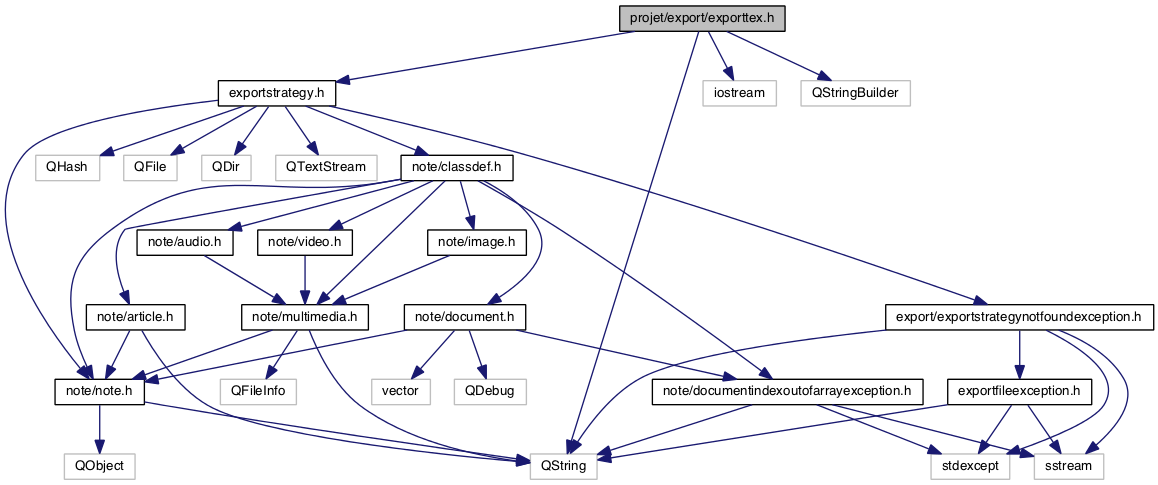 projet/export/exporttex.h
exportstrategy.h
iostream
QStringBuilder
QHash
QFile
QDir
QTextStream
note/classdef.h
note/audio.h
note/video.h
note/image.h
note/article.h
note/multimedia.h
note/document.h
export/exportstrategynotfoundexception.h
note/note.h
QFileInfo
vector
QDebug
note/documentindexoutofarrayexception.h
exportfileexception.h
QObject
QString
stdexcept
sstream